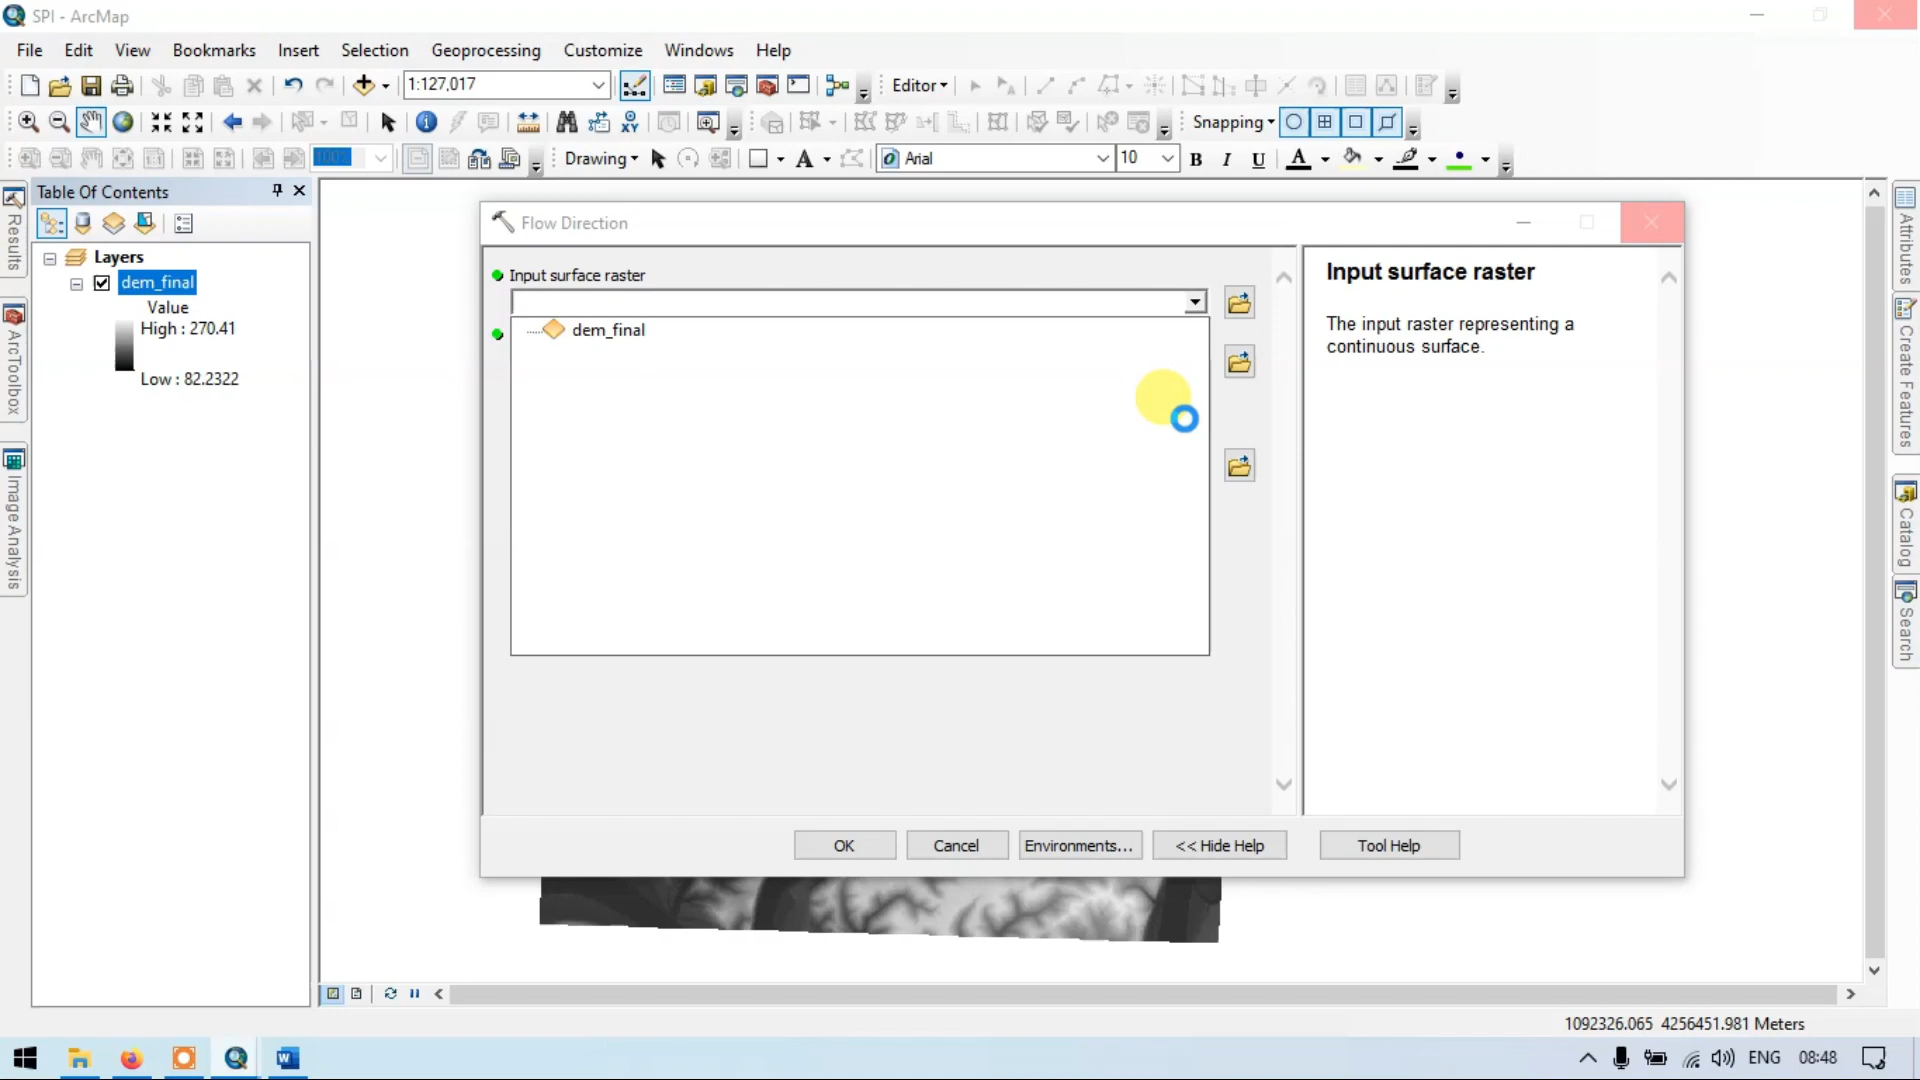 SPI - ArcMap
File Edit View Bookmarks Insert Selection Geoprocessing Customize Windows Help
1:127,017
Editor
Snapping
100%
Drawing
Arial
10
B I U A
Table Of Contents
Layers
dem_final
Value
High : 270.41
Low : 82.2322
Results
ArcToolbox
Image Analysis
Flow Direction
Input surface raster
dem_final
OK
Cancel
Environments...
<< Hide Help
Tool Help
Input surface raster
The input raster representing a
continuous surface.
Attributes
Create Features
Catalog
Search
1092326.065 4256451.981 Meters
ENG
08:48